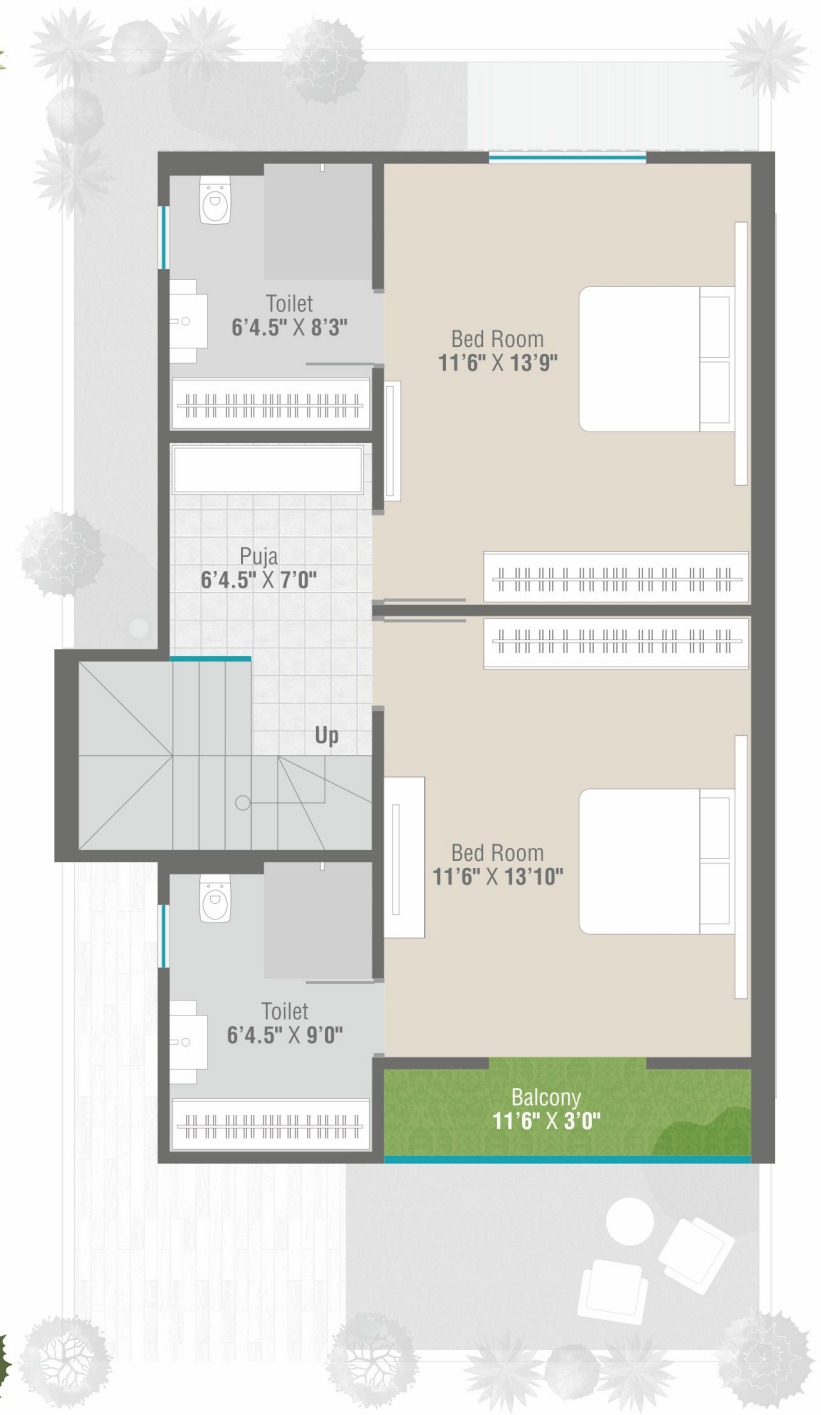 Toilet
6’4.5" X 8’3"
Bed Room
11’6" X 13’9"
Puja
6’4.5" X 7’0"
Up
Bed Room
11’6" X 13’10"
Toilet
6’4.5" X 9’0"
Balcony
11’6" X 3’0"